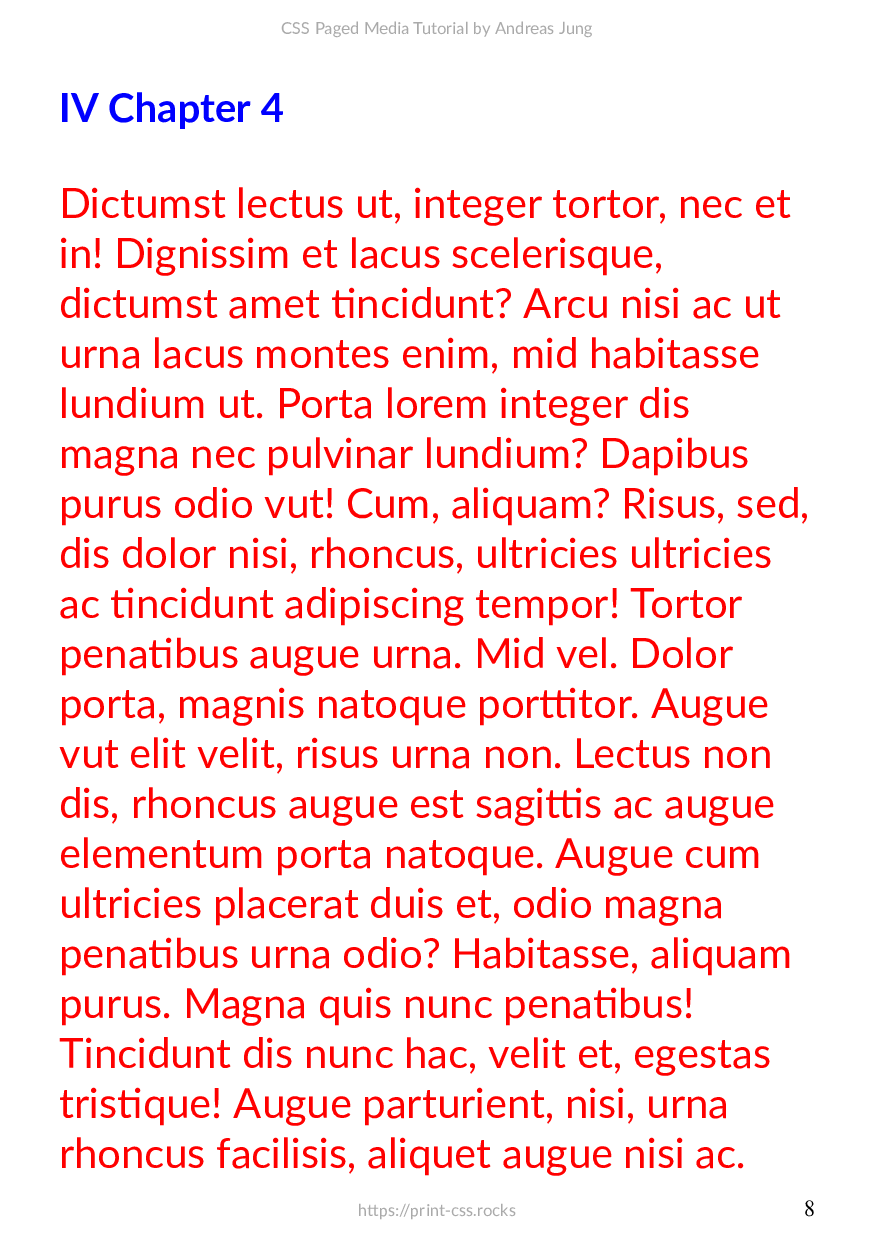 CSS Paged Media Tutorial by Andreas Jung
IV Chapter 4
Dictumst lectus ut, integer tortor, nec et
in! Dignissim et lacus scelerisque,
dictumst amet tincidunt? Arcu nisi ac ut
urna lacus montes enim, mid habitasse
lundium ut. Porta lorem integer dis
magna nec pulvinar lundium? Dapibus
purus odio vut! Cum, aliquam? Risus, sed,
dis dolor nisi, rhoncus, ultricies ultricies
ac tincidunt adipiscing tempor! Tortor
penatibus augue urna. Mid vel. Dolor
porta, magnis natoque porttitor. Augue
vut elit velit, risus urna non. Lectus non
dis, rhoncus augue est sagittis ac augue
elementum porta natoque. Augue cum
ultricies placerat duis et, odio magna
penatibus urna odio? Habitasse, aliquam
purus. Magna quis nunc penatibus!
Tincidunt dis nunc hac, velit et, egestas
tristique! Augue parturient, nisi, urna
rhoncus facilisis, aliquet augue nisi ac.
https://print-css.rocks 8